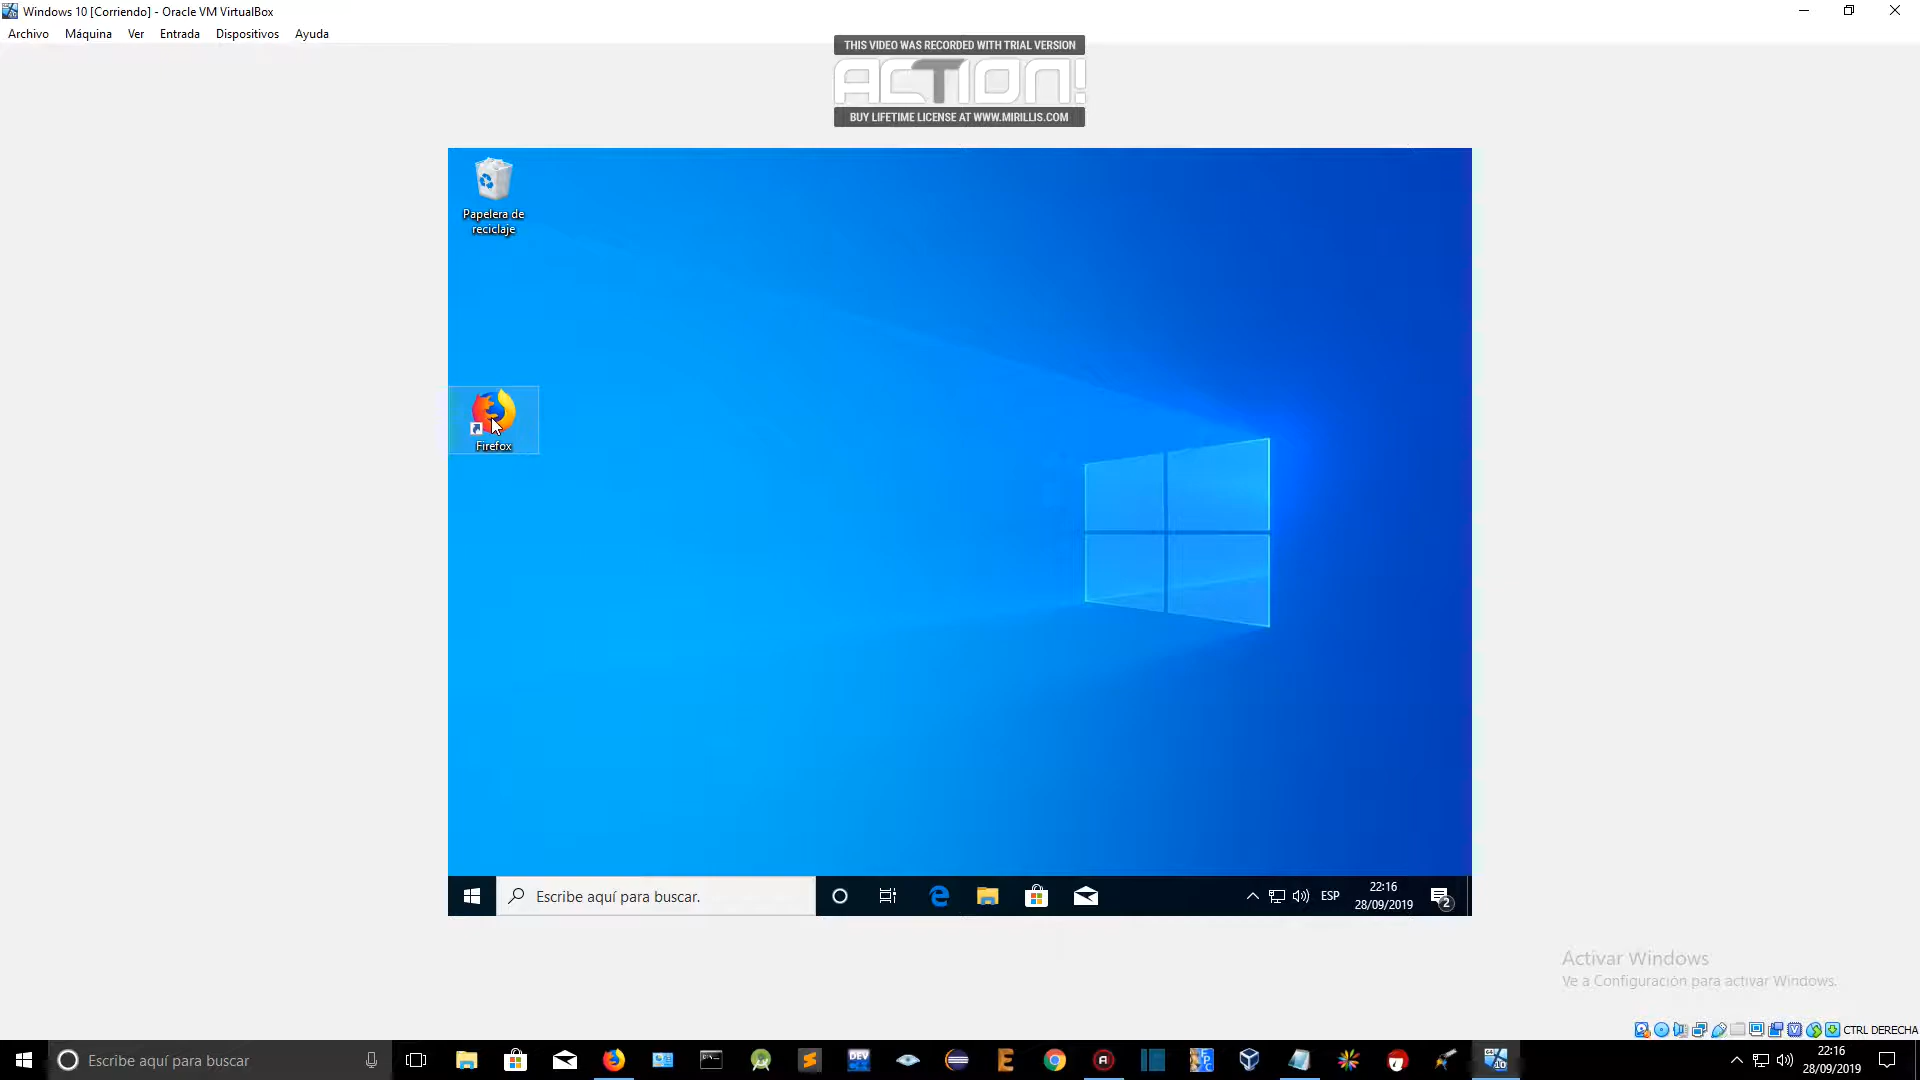 Windows 10 [Corriendo] - Oracle VM VirtualBox
Archivo Máquina Ver Entrada Dispositivos Ayuda
THIS VIDEO WAS RECORDED WITH TRIAL VERSION
ACTION!
BUY LIFETIME LICENSE AT WWW.MIRILLIS.COM
Papelera de
reciclaje
Firefox
Escribe aquí para buscar.
ESP
22:16
28/09/2019
2
Activar Windows
Ve a Configuración para activar Windows.
CTRL DERECHA
Escribe aquí para buscar
DEV
22:16
28/09/2019